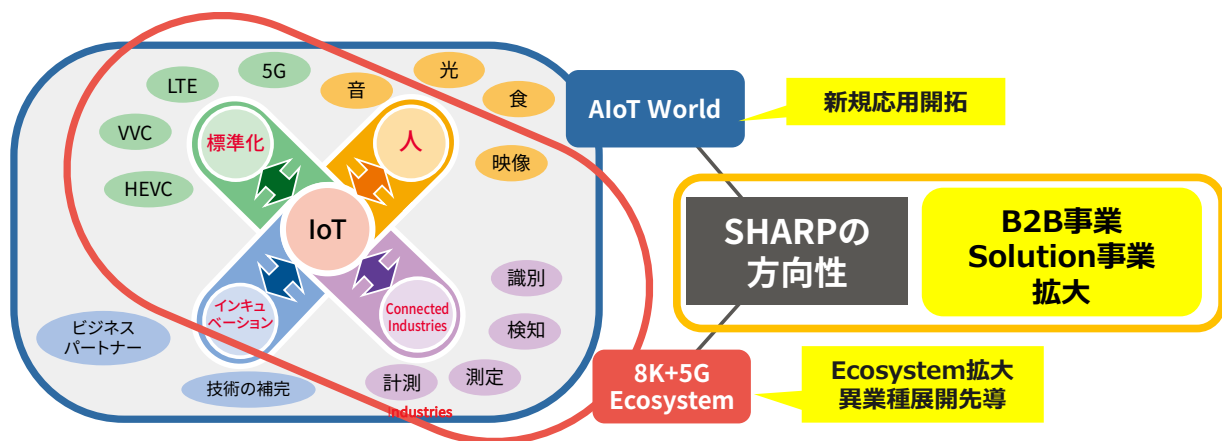 5G
LTE
VVC
HEVC
標準化
音
光
食
映像
人
IoT
インキュ
ベーション
Connected
Industries
ビジネス
パートナー
技術の補完
識別
検知
測定
計測
Industries
AIoT World
新規応用開拓
SHARPの
方向性
B2B事業
Solution事業
拡大
8K+5G
Ecosystem
Ecosystem拡大
異業種展開先導